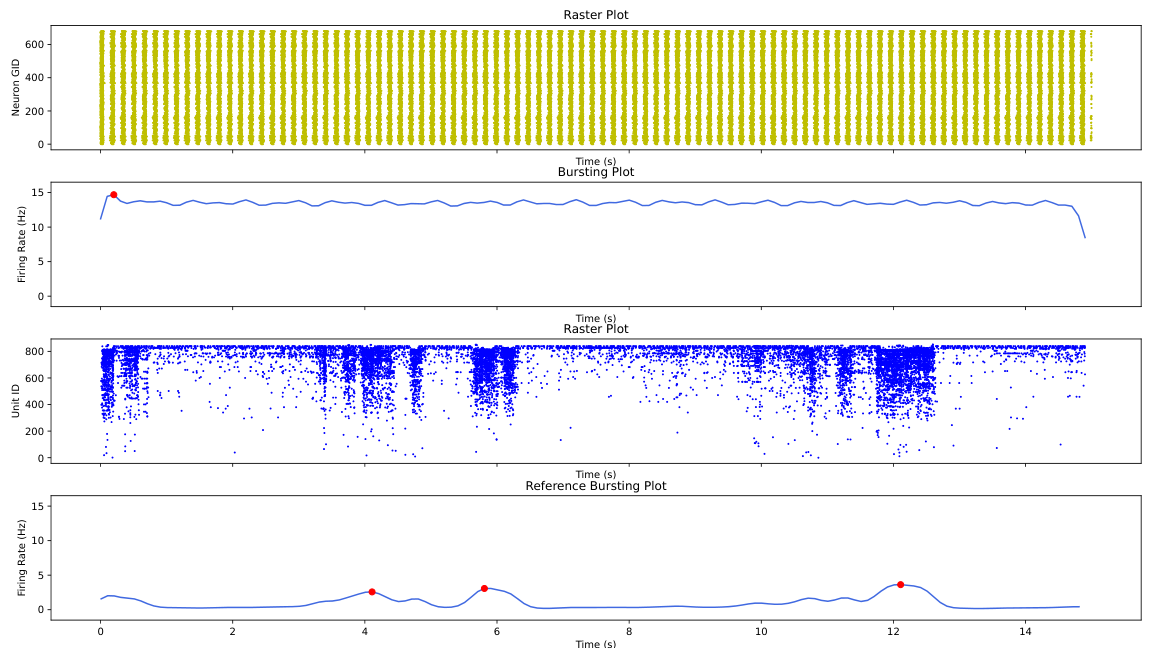 Raster Plot
Neuron GID
600
400
200
0
Time (s)
Bursting Plot
Firing Rate (Hz)
15
10
5
0
Time (s)
Raster Plot
Unit ID
800
600
400
200
0
Time (s)
Reference Bursting Plot
Firing Rate (Hz)
15
10
5
0
0 2 4 6 8 10 12 14
Time (s)